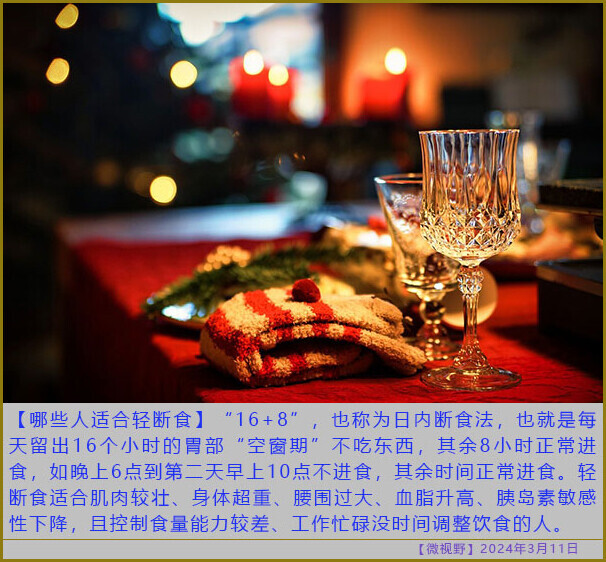 【哪些人适合轻断食】“16+8”，也称为日内断食法，也就是每
天留出16个小时的胃部“空窗期”不吃东西，其余8小时正常进
食，如晚上6点到第二天早上10点不进食，其余时间正常进食。轻
断食适合肌肉较壮、身体超重、腰围过大、血脂升高、胰岛素敏感
性下降，且控制食量能力较差、工作忙碌没时间调整饮食的人。
【微视野】2024年3月11日